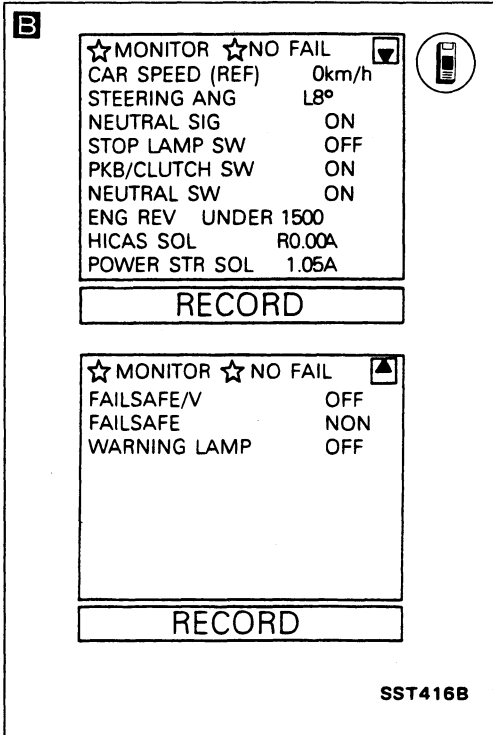 B
☆MONITOR ☆NO FAIL ▼
CAR SPEED (REF) 0km/h
STEERING ANG L8º
NEUTRAL SIG ON
STOP LAMP SW OFF
PKB/CLUTCH SW ON
NEUTRAL SW ON
ENG REV UNDER 1500
HICAS SOL R0.00A
POWER STR SOL 1.05A
RECORD
☆MONITOR ☆NO FAIL ▲
FAILSAFE/V OFF
FAILSAFE NON
WARNING LAMP OFF
RECORD
SST416B